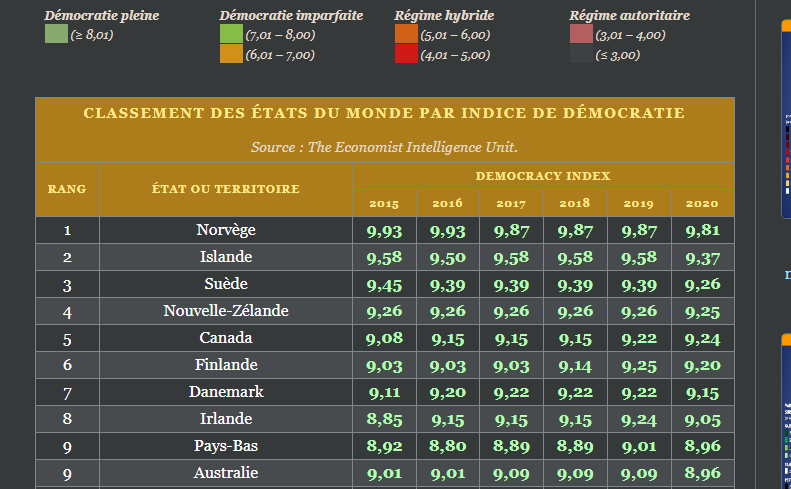 Démocratie pleine Démocratie imparfaite Régime hybride Régime autoritaire
(≥ 8,01) (7,01 – 8,00) (5,01 – 6,00) (3,01 – 4,00)
(6,01 – 7,00) (4,01 – 5,00) (≤ 3,00)
CLASSEMENT DES ÉTATS DU MONDE PAR INDICE DE DÉMOCRATIE
Source : The Economist Intelligence Unit.
RANG ÉTAT OU TERRITOIRE DEMOCRACY INDEX
2015 2016 2017 2018 2019 2020
1 Norvège 9,93 9,93 9,87 9,87 9,87 9,81
2 Islande 9,58 9,50 9,58 9,58 9,58 9,37
3 Suède 9,45 9,39 9,39 9,39 9,39 9,26
4 Nouvelle-Zélande 9,26 9,26 9,26 9,26 9,26 9,25
5 Canada 9,08 9,15 9,15 9,15 9,22 9,24
6 Finlande 9,03 9,03 9,03 9,14 9,25 9,20
7 Danemark 9,11 9,20 9,22 9,22 9,22 9,15
8 Irlande 8,85 9,15 9,15 9,15 9,24 9,05
9 Pays-Bas 8,92 8,80 8,89 8,89 9,01 8,96
9 Australie 9,01 9,01 9,09 9,09 9,09 8,96